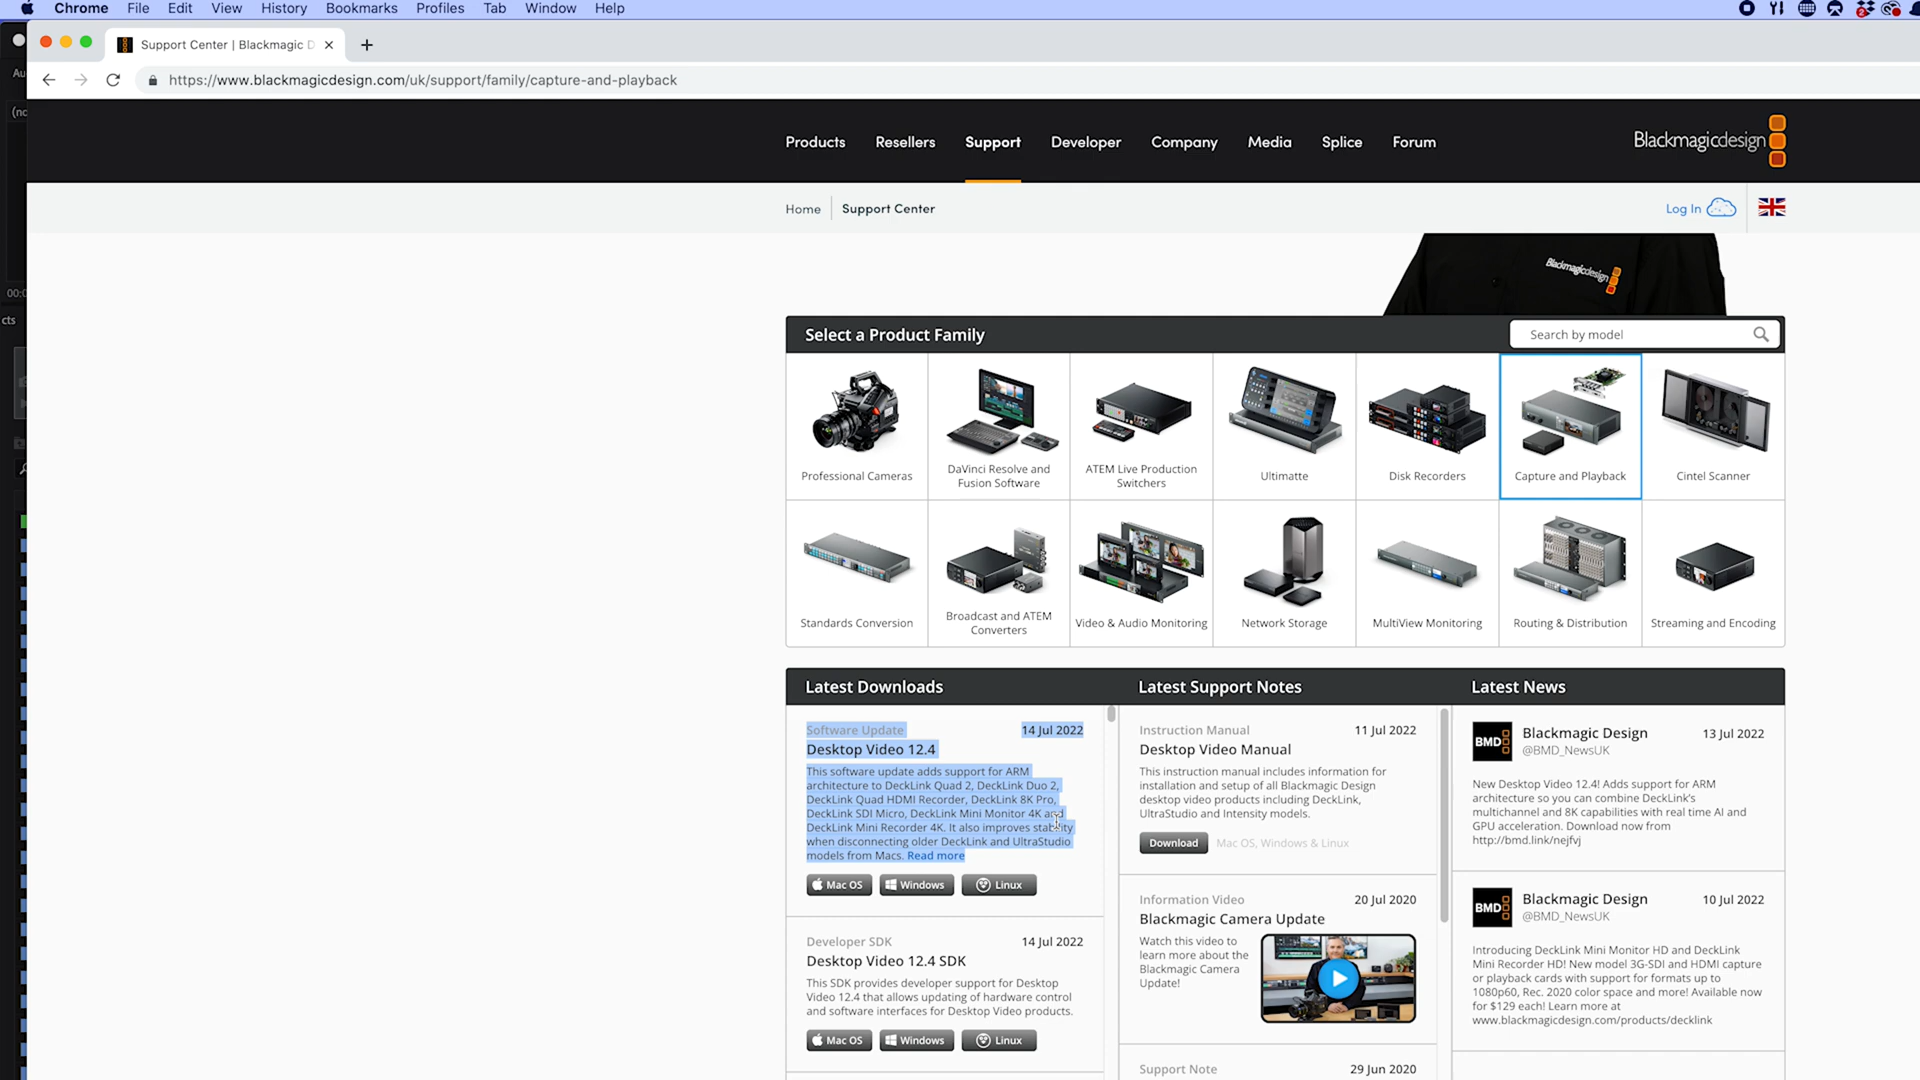 Chrome File Edit View History Bookmarks Profiles Tab Window Help
Support Center | Blackmagic D
https://www.blackmagicdesign.com/uk/support/family/capture-and-playback
Products Resellers Support Developer Company Media Splice Forum
Blackmagicdesign
Home Support Center
Log In
Blackmagicdesign
Select a Product Family
Search by model
Professional Cameras
DaVinci Resolve and
Fusion Software
ATEM Live Production
Switchers
Ultimatte
Disk Recorders
Capture and Playback
Cintel Scanner
Standards Conversion
Broadcast and ATEM
Converters
Video & Audio Monitoring
Network Storage
MultiView Monitoring
Routing & Distribution
Streaming and Encoding
Latest Downloads
Software Update 14 Jul 2022
Desktop Video 12.4
This software update adds support for ARM
architecture to DeckLink Quad 2, DeckLink Duo 2,
DeckLink Quad HDMI Recorder, DeckLink 8K Pro,
DeckLink SDI Micro, DeckLink Mini Monitor 4K and
DeckLink Mini Recorder 4K. It also improves stability
when disconnecting older DeckLink and UltraStudio
models from Macs. Read more
Mac OS Windows Linux
Developer SDK 14 Jul 2022
Desktop Video 12.4 SDK
This SDK provides developer support for Desktop
Video 12.4 that allows updating of hardware control
and software interfaces for Desktop Video products.
Mac OS Windows Linux
Latest Support Notes
Instruction Manual 11 Jul 2022
Desktop Video Manual
This instruction manual includes information for
installation and setup of all Blackmagic Design
desktop video products including DeckLink,
UltraStudio and Intensity models.
Download Mac OS, Windows & Linux
Information Video 20 Jul 2020
Blackmagic Camera Update
Watch this video to
learn more about the
Blackmagic Camera
Update!
Support Note 29 Jun 2020
Latest News
BMD Blackmagic Design 13 Jul 2022
@BMD_NewsUK
New Desktop Video 12.4! Adds support for ARM
architecture so you can combine DeckLink's
multichannel and 8K capabilities with real time AI and
GPU acceleration. Download now from
http://bmd.link/nejfvj
BMD Blackmagic Design 10 Jul 2022
@BMD_NewsUK
Introducing DeckLink Mini Monitor HD and DeckLink
Mini Recorder HD! New model 3G-SDI and HDMI capture
or playback cards with support for formats up to
1080p60, Rec. 2020 color space and more! Available now
for $129 each! Learn more at
www.blackmagicdesign.com/products/decklink